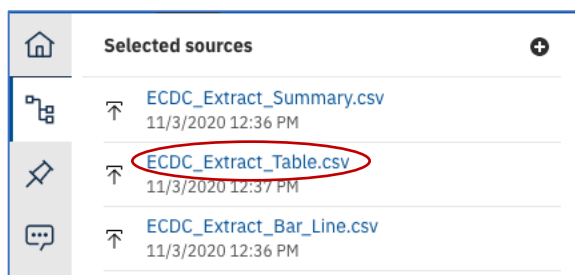 Selected sources
ECDC_Extract_Summary.csv
11/3/2020 12:36 PM
ECDC_Extract_Table.csv
11/3/2020 12:37 PM
ECDC_Extract_Bar_Line.csv
11/3/2020 12:36 PM